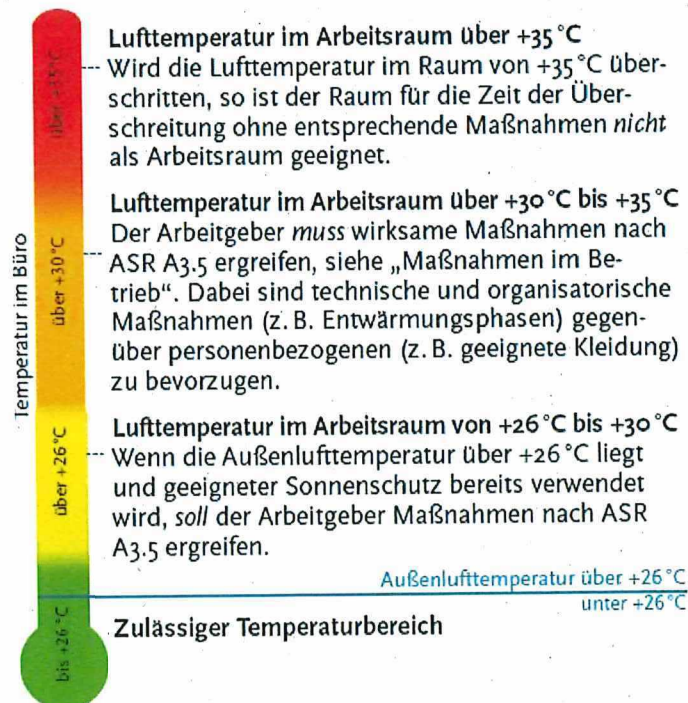 Temperatur im Büro
über +35°C
Lufttemperatur im Arbeitsraum über +35°C
Wird die Lufttemperatur im Raum von +35°C über-
schritten, so ist der Raum für die Zeit der Über-
schreitung ohne entsprechende Maßnahmen nicht
als Arbeitsraum geeignet.
über +30°C
Lufttemperatur im Arbeitsraum über +30°C bis +35°C
Der Arbeitgeber muss wirksame Maßnahmen nach
ASR A3.5 ergreifen, siehe „Maßnahmen im Be-
trieb“. Dabei sind technische und organisatorische
Maßnahmen (z. B. Entwärmungsphasen) gegen-
über personenbezogenen (z. B. geeignete Kleidung)
zu bevorzugen.
über +26°C
Lufttemperatur im Arbeitsraum von +26°C bis +30°C
Wenn die Außenlufttemperatur über +26°C liegt
und geeigneter Sonnenschutz bereits verwendet
wird, soll der Arbeitgeber Maßnahmen nach ASR
A3.5 ergreifen.
Außenlufttemperatur über +26°C
unter +26°C
bis +26°C
Zulässiger Temperaturbereich